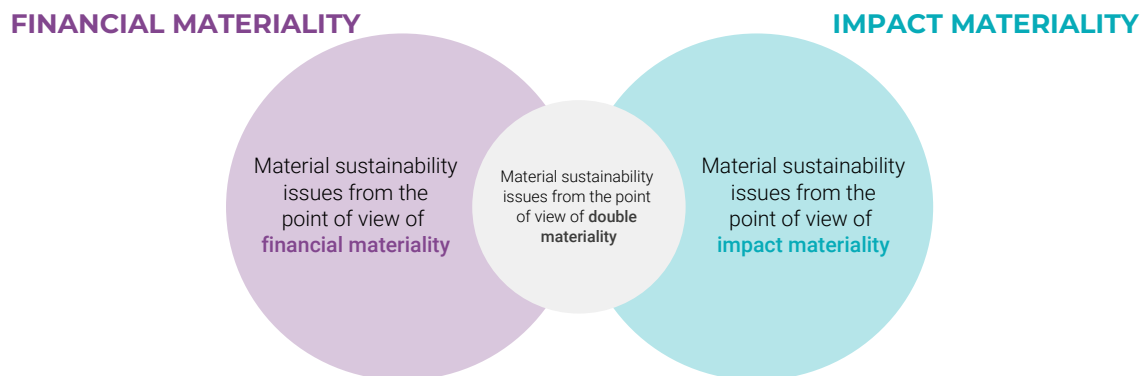 FINANCIAL MATERIALITY
IMPACT MATERIALITY
Material sustainability
issues from the
point of view of
financial materiality
Material sustainability
issues from the point
of view of double
materiality
Material sustainability
issues from the
point of view of
impact materiality